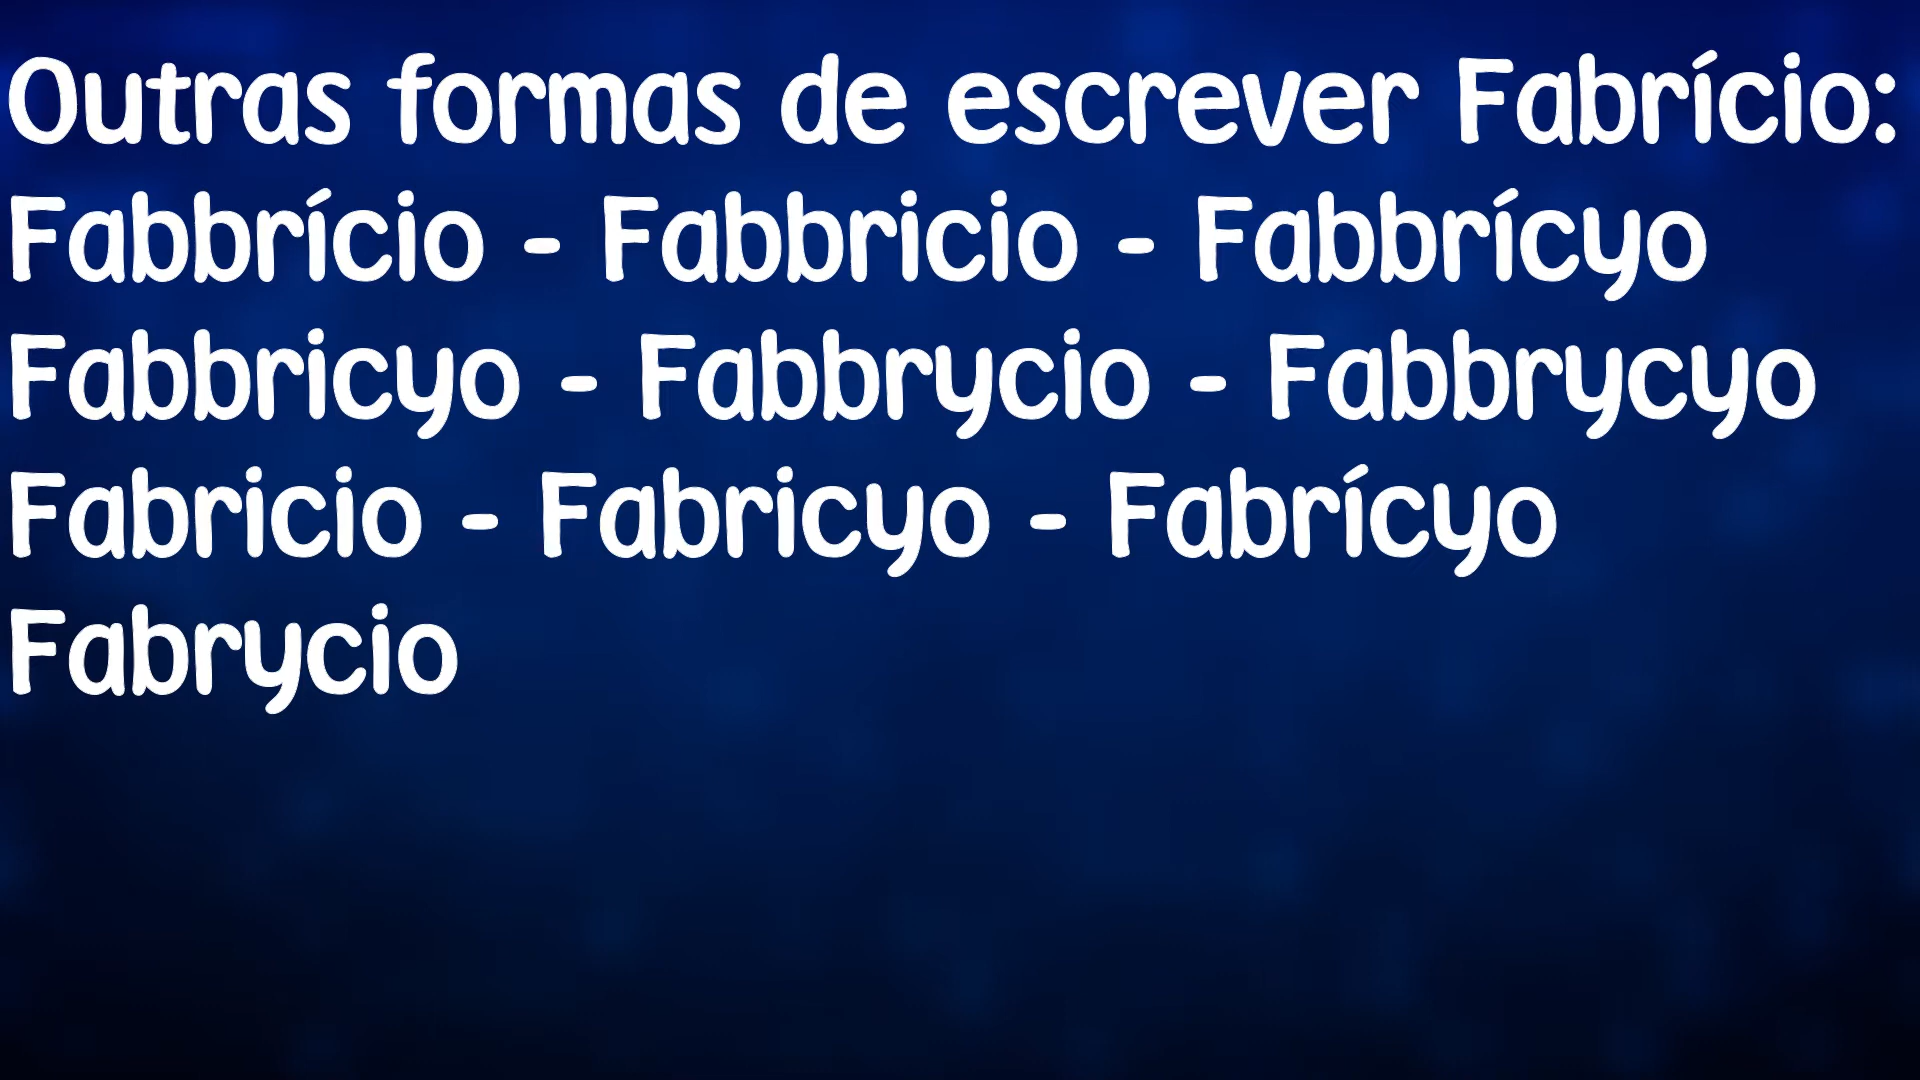 Outras formas de escrever Fabrício:
Fabbrício - Fabbricio - Fabbrícyo
Fabbricyo - Fabbrycio - Fabbrycyo
Fabricio - Fabricyo - Fabrícyo
Fabrycio